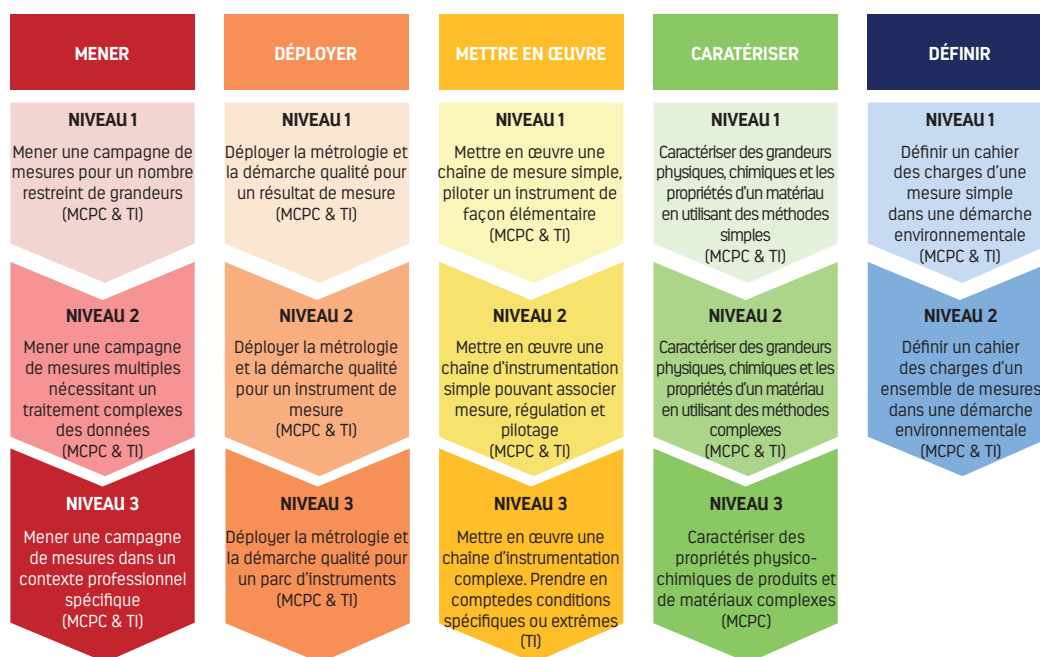 MENER
NIVEAU 1
Mener une campagne de
mesures pour un nombre
restreint de grandeurs
(MCPC & TI)
NIVEAU 2
Mener une campagne
de mesures multiples
nécessitant un
traitement complexes
des données
(MCPC & TI)
NIVEAU 3
Mener une campagne
de mesures dans un
contexte professionnel
spécifique
(MCPC & TI)
DÉPLOYER
NIVEAU 1
Déployer la métrologie et
la démarche qualité pour
un résultat de mesure
(MCPC & TI)
NIVEAU 2
Déployer la métrologie
et la démarche qualité
pour un instrument de
mesure
(MCPC & TI)
NIVEAU 3
Déployer la métrologie et
la démarche qualité pour
un parc d'instruments
(MCPC & TI)
METTRE EN ŒUVRE
NIVEAU 1
Mettre en œuvre une
chaîne de mesure simple,
piloter un instrument de
façon élémentaire
(MCPC & TI)
NIVEAU 2
Mettre en œuvre une
chaîne d'instrumentation
simple pouvant associer
mesure, régulation et
pilotage
(MCPC & TI)
NIVEAU 3
Mettre en œuvre une
chaîne d'instrumentation
complexe. Prendre en
comptedes conditions
spécifiques ou extrêmes
(TI)
CARATÉRISER
NIVEAU 1
Caractériser des grandeurs
physiques, chimiques et les
propriétés d'un matériau
en utilisant des méthodes
simples
(MCPC & TI)
NIVEAU 2
Caractériser des grandeurs
physiques, chimiques et les
propriétés d'un matériau
en utilisant des méthodes
complexes
(MCPC & TI)
NIVEAU 3
Caractériser des
propriétés physico-
chimiques de produits et
de matériaux complexes
(MCPC)
DÉFINIR
NIVEAU 1
Définir un cahier
des charges d'une
mesure simple
dans une démarche
environnementale
(MCPC & TI)
NIVEAU 2
Définir un cahier
des charges d'un
ensemble de mesures
dans une démarche
environnementale
(MCPC & TI)